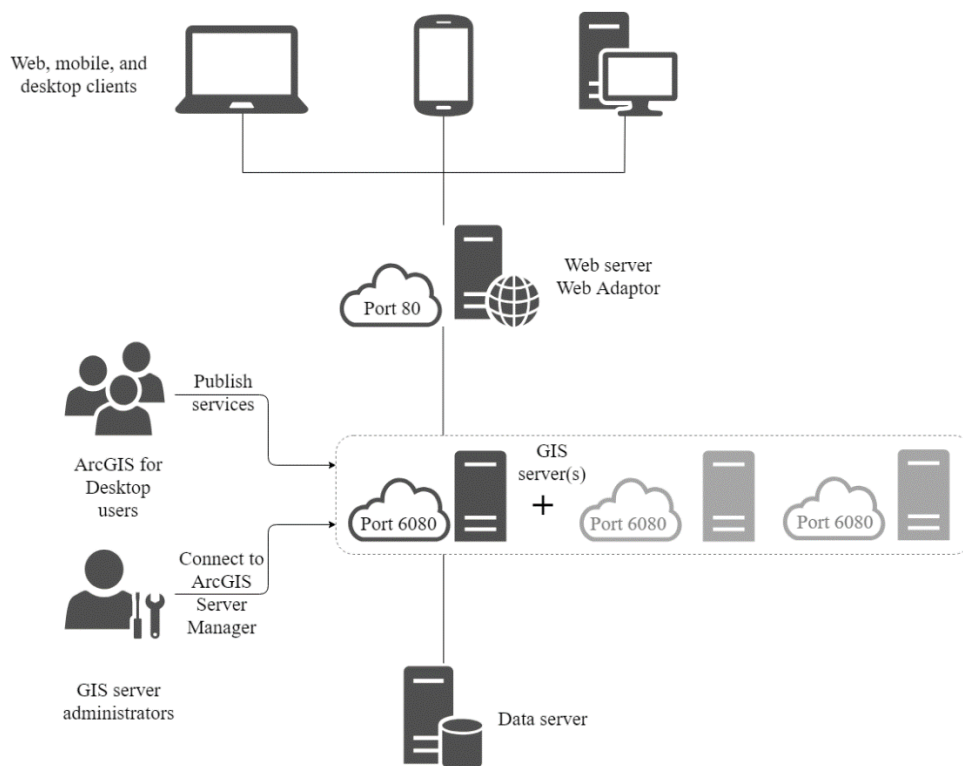 Web, mobile, and
desktop clients
Web server
Web Adaptor
Port 80
Publish
services
ArcGIS for
Desktop
users
GIS
server(s)
+
Port 6080
Port 6080
Port 6080
Connect to
ArcGIS
Server
Manager
GIS server
administrators
Data server